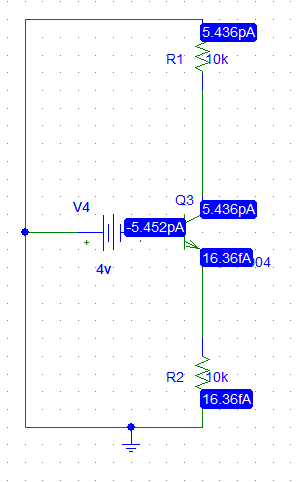 5.436pA
R1 10k
Q3
5.436pA
V4
-5.452pA
+
-
16.36fA 04
4v
R2 10k
16.36fA